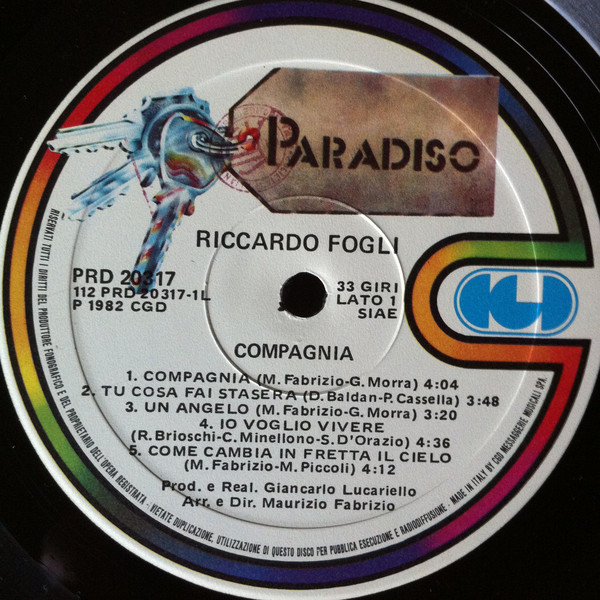 PARADISO
RICCARDO FOGLI
PRD 20317
112 PRD 20317-1L
P 1982 CGD
33 GIRI
LATO 1
SIAE
COMPAGNIA
1. COMPAGNIA (M. Fabrizio-G. Morra) 4:04
2. TU COSA FAI STASERA (D. Baldan-P. Cassella) 3:48
3. UN ANGELO (M. Fabrizio-G. Morra) 3:20
4. IO VOGLIO VIVERE
(R. Brioschi-C. Minellono-S. D'Orazio) 4:36
5. COME CAMBIA IN FRETTA IL CIELO
(M. Fabrizio-M. Piccoli) 4:12
Prod. e Real. Giancarlo Lucariello
Arr. e Dir. Maurizio Fabrizio
RISERVATI TUTTI I DIRITTI DEL PRODUTTORE FONOGRAFICO E DEL PROPRIETARIO DELL'OPERA REGISTRATA - VIETATE DUPLICAZIONE, UTILIZZAZIONE DI QUESTO DISCO PER PUBBLICA ESECUZIONE E RADIODIFFUSIONE - MADE IN ITALY BY CGD MESSAGGERIE MUSICALI SPA.